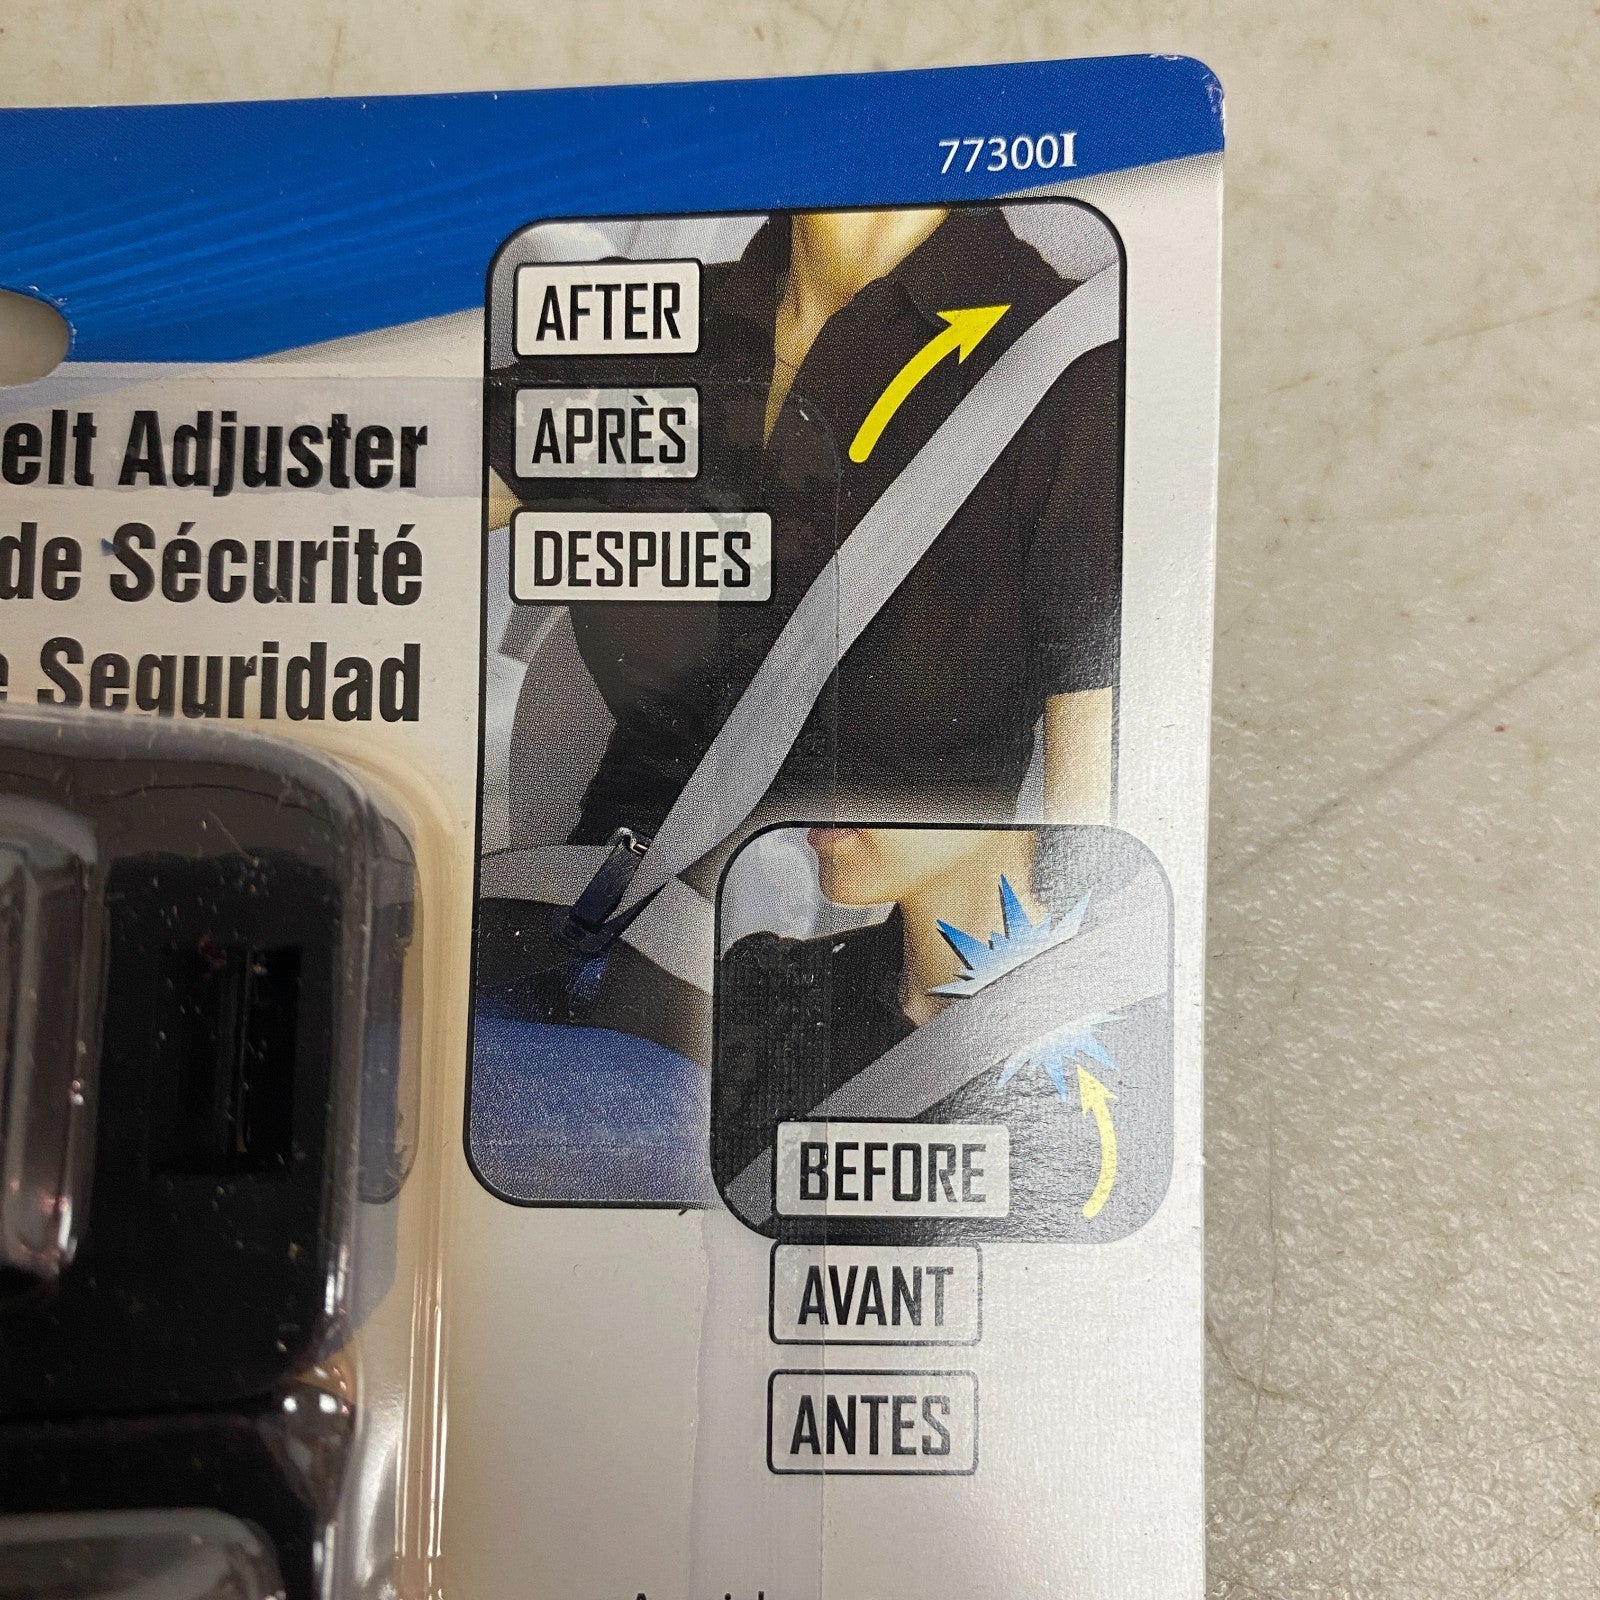 77300I
AFTER
APRÈS
DESPUES
elt Adjuster
de Sécurité
e Seguridad
BEFORE
AVANT
ANTES